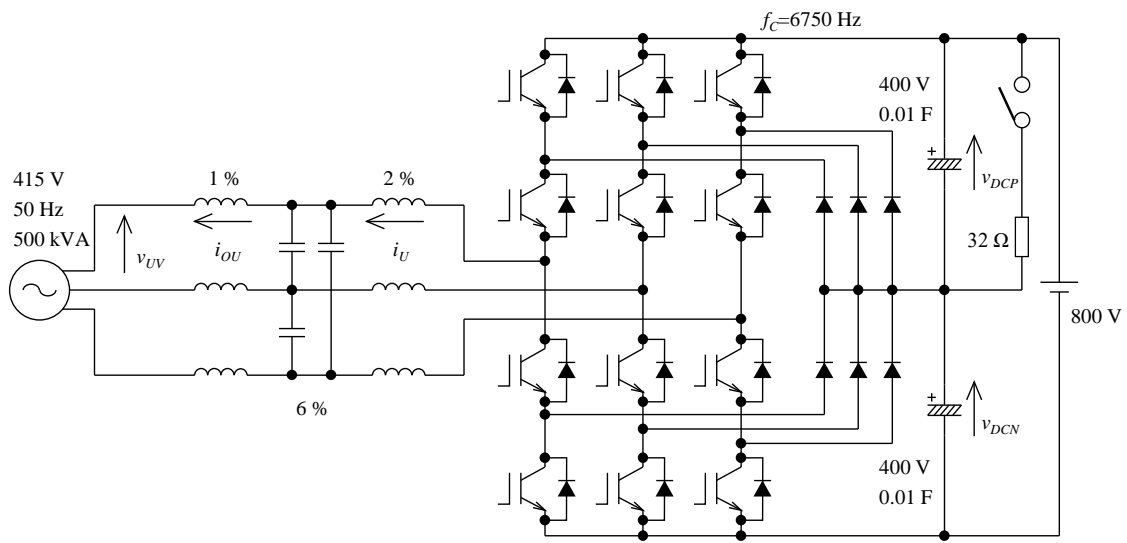 f_C=6750 Hz
400 V
0.01 F
+
v_DCP
415 V
50 Hz
500 kVA
1 %
2 %
v_UV
i_OU
i_U
32 Ω
800 V
6 %
+
v_DCN
400 V
0.01 F